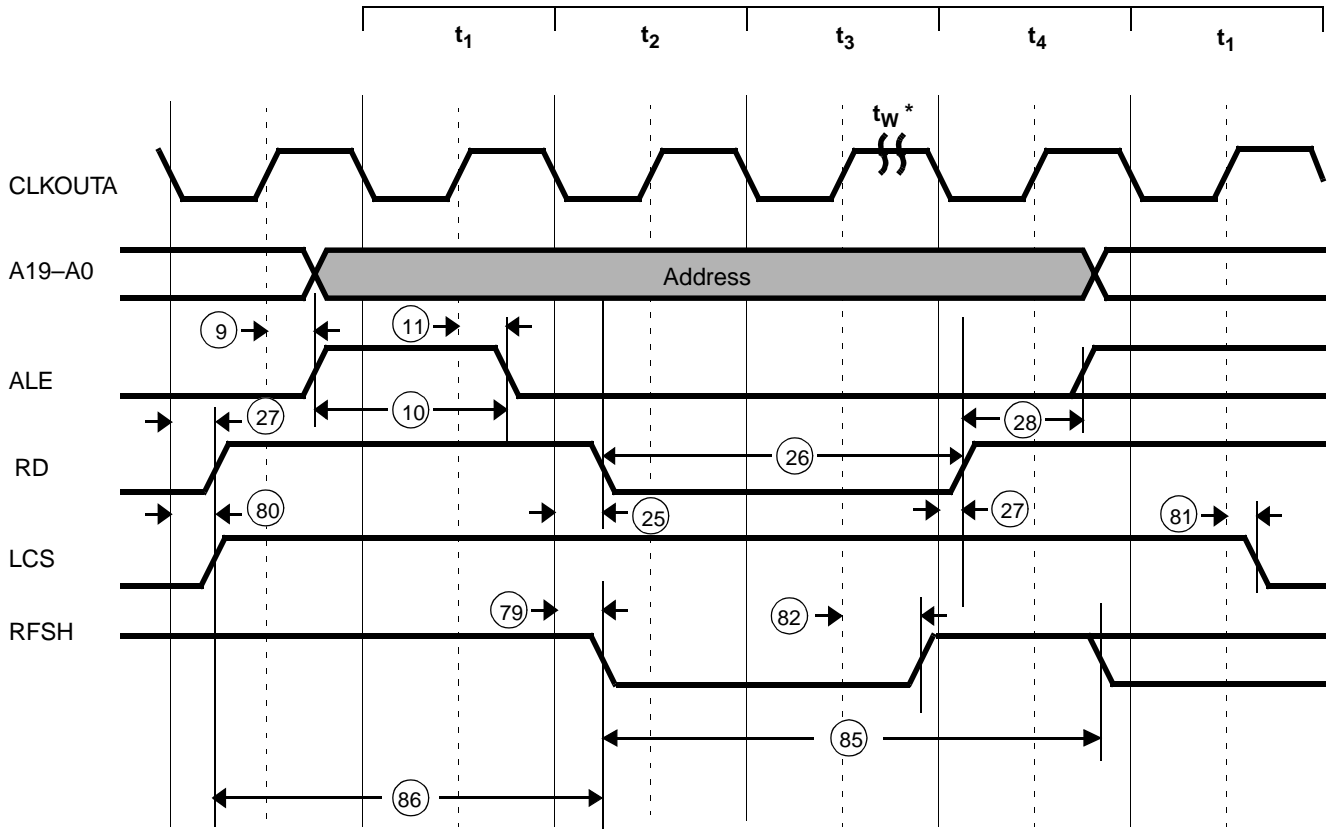 t1 t2 t3 t4 t1
tW *
CLKOUTA
A19–A0
Address
9 11
ALE
10
27 28
RD
26
80 25 27 81
LCS
79 82
RFSH
85
86